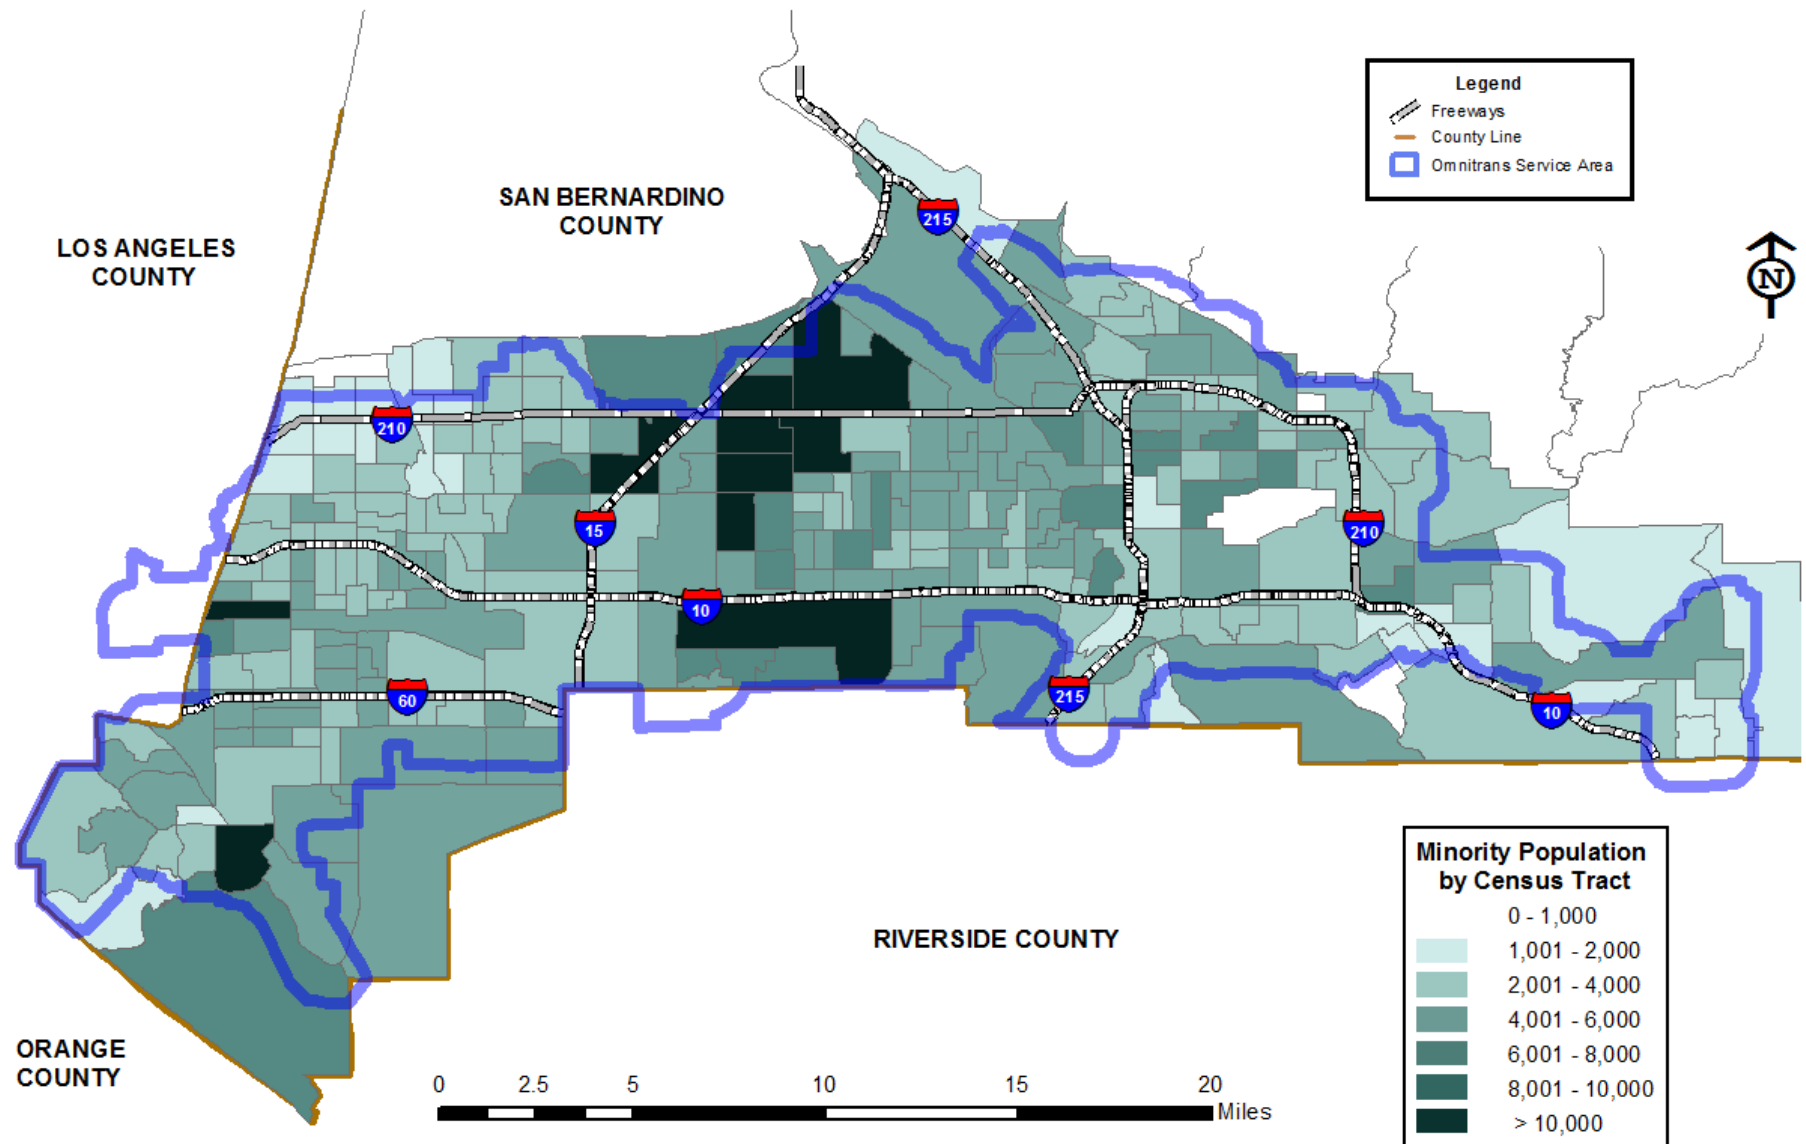 Legend
Freeways
County Line
Omnitrans Service Area
SAN BERNARDINO
COUNTY
LOS ANGELES
COUNTY
215
N
210
15
210
10
60
215
10
Minority Population
by Census Tract
0 - 1,000
1,001 - 2,000
2,001 - 4,000
4,001 - 6,000
6,001 - 8,000
8,001 - 10,000
> 10,000
RIVERSIDE COUNTY
ORANGE
COUNTY
0 2.5 5 10 15 20
Miles